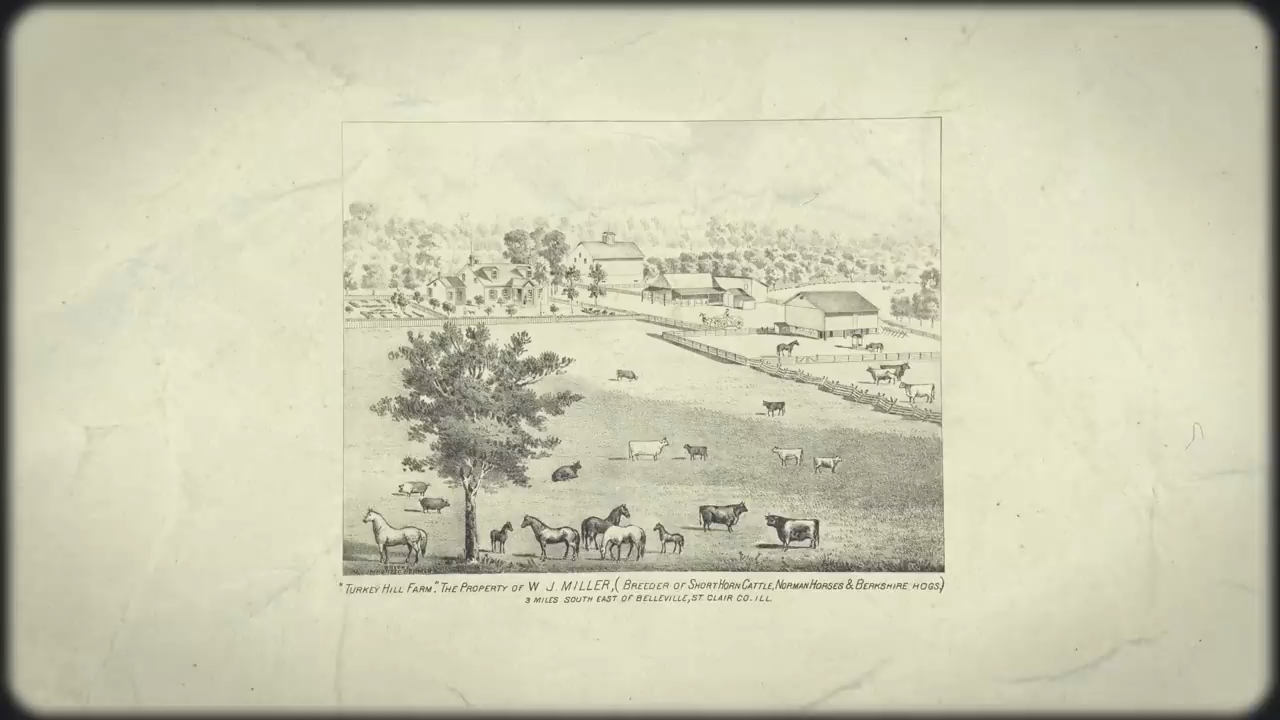 "TURKEY HILL FARM". THE PROPERTY OF W. J. MILLER, (BREEDER OF SHORT HORN CATTLE, NORMAN HORSES & BERKSHIRE HOGS.)
3 MILES SOUTH EAST OF BELLEVILLE, ST. CLAIR CO. ILL.